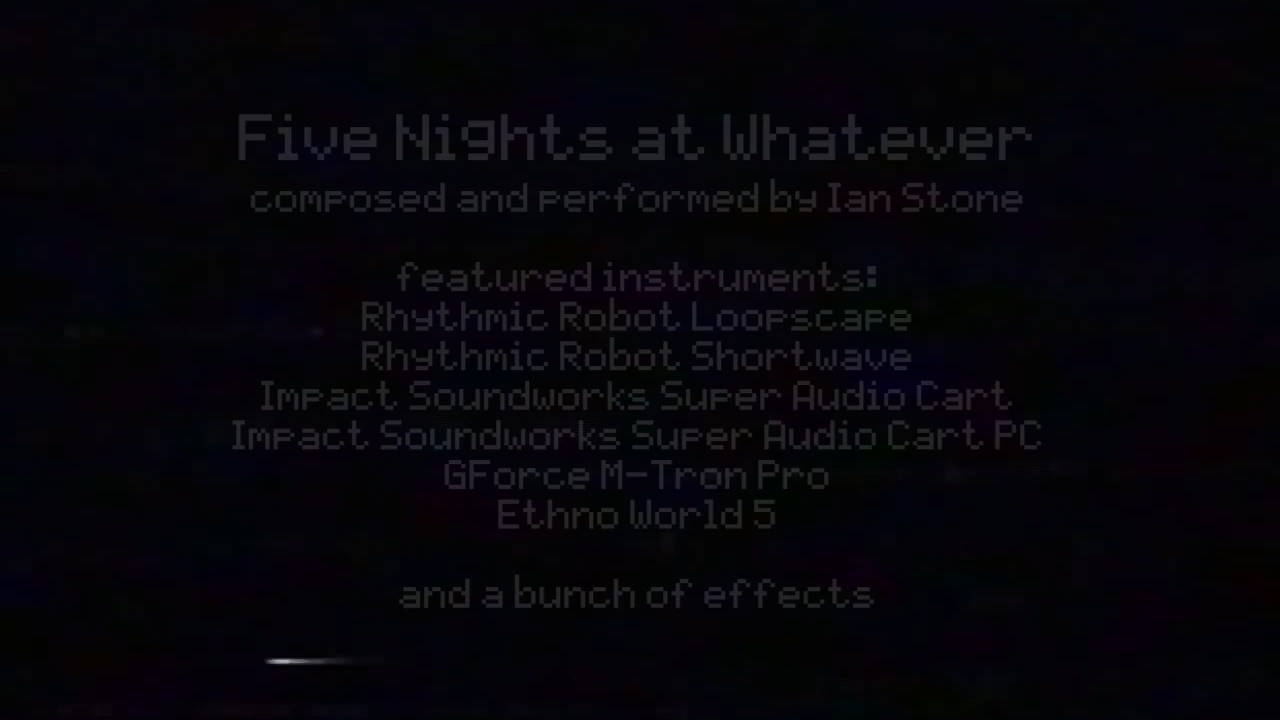 Five Nights at Whatever
composed and performed by Ian Stone
featured instruments:
Rhythmic Robot Loopscape
Rhythmic Robot Shortwave
Impact Soundworks Super Audio Cart
Impact Soundworks Super Audio Cart PC
GForce M-Tron Pro
Ethno World 5
and a bunch of effects